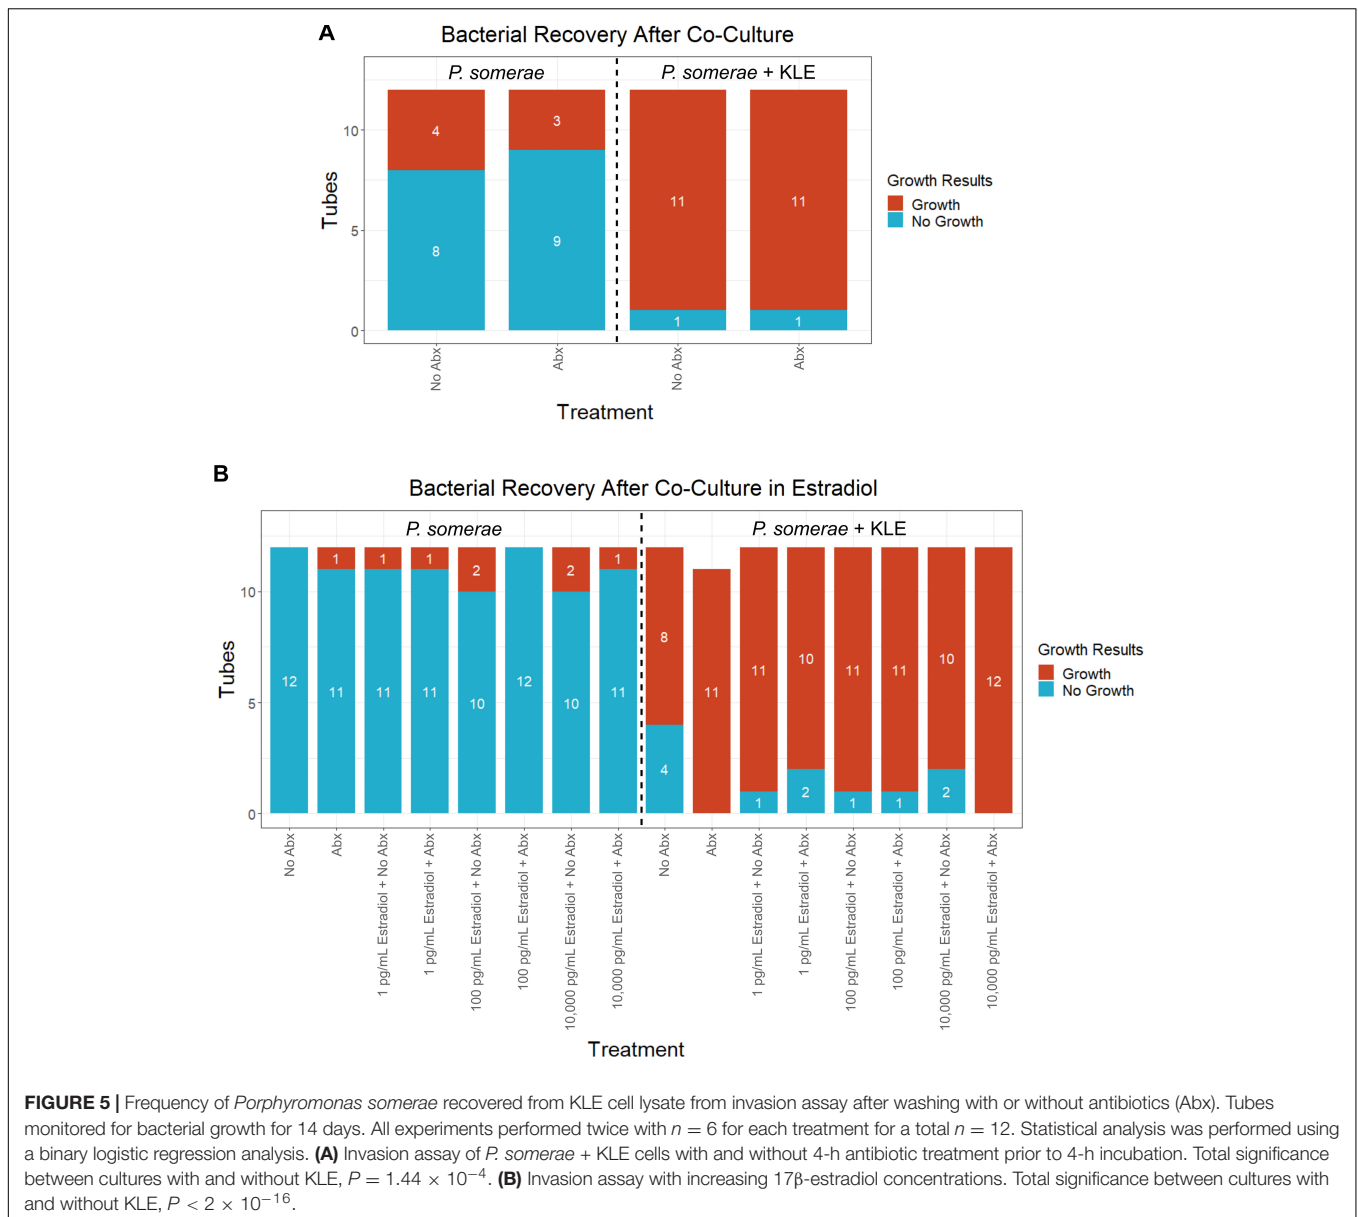 A
Bacterial Recovery After Co-Culture
P. somerae
P. somerae + KLE
4
3
11
11
8
9
1
1
10
5
0
Tubes
No Abx
Abx
No Abx
Abx
Treatment
Growth Results
Growth
No Growth
B
Bacterial Recovery After Co-Culture in Estradiol
P. somerae
P. somerae + KLE
1
1
1
2
2
1
8
11
11
10
11
11
10
12
12
11
11
11
10
12
10
11
4
1
2
1
1
2
10
5
0
Tubes
No Abx
Abx
1 pg/mL Estradiol + No Abx
1 pg/mL Estradiol + Abx
100 pg/mL Estradiol + No Abx
100 pg/mL Estradiol + Abx
10,000 pg/mL Estradiol + No Abx
10,000 pg/mL Estradiol + Abx
No Abx
Abx
1 pg/mL Estradiol + No Abx
1 pg/mL Estradiol + Abx
100 pg/mL Estradiol + No Abx
100 pg/mL Estradiol + Abx
10,000 pg/mL Estradiol + No Abx
10,000 pg/mL Estradiol + Abx
Treatment
Growth Results
Growth
No Growth
FIGURE 5 | Frequency of Porphyromonas somerae recovered from KLE cell lysate from invasion assay after washing with or without antibiotics (Abx). Tubes
monitored for bacterial growth for 14 days. All experiments performed twice with n = 6 for each treatment for a total n = 12. Statistical analysis was performed using
a binary logistic regression analysis. (A) Invasion assay of P. somerae + KLE cells with and without 4-h antibiotic treatment prior to 4-h incubation. Total significance
between cultures with and without KLE, P = 1.44 × 10⁻⁴. (B) Invasion assay with increasing 17β-estradiol concentrations. Total significance between cultures with
and without KLE, P < 2 × 10⁻¹⁶.